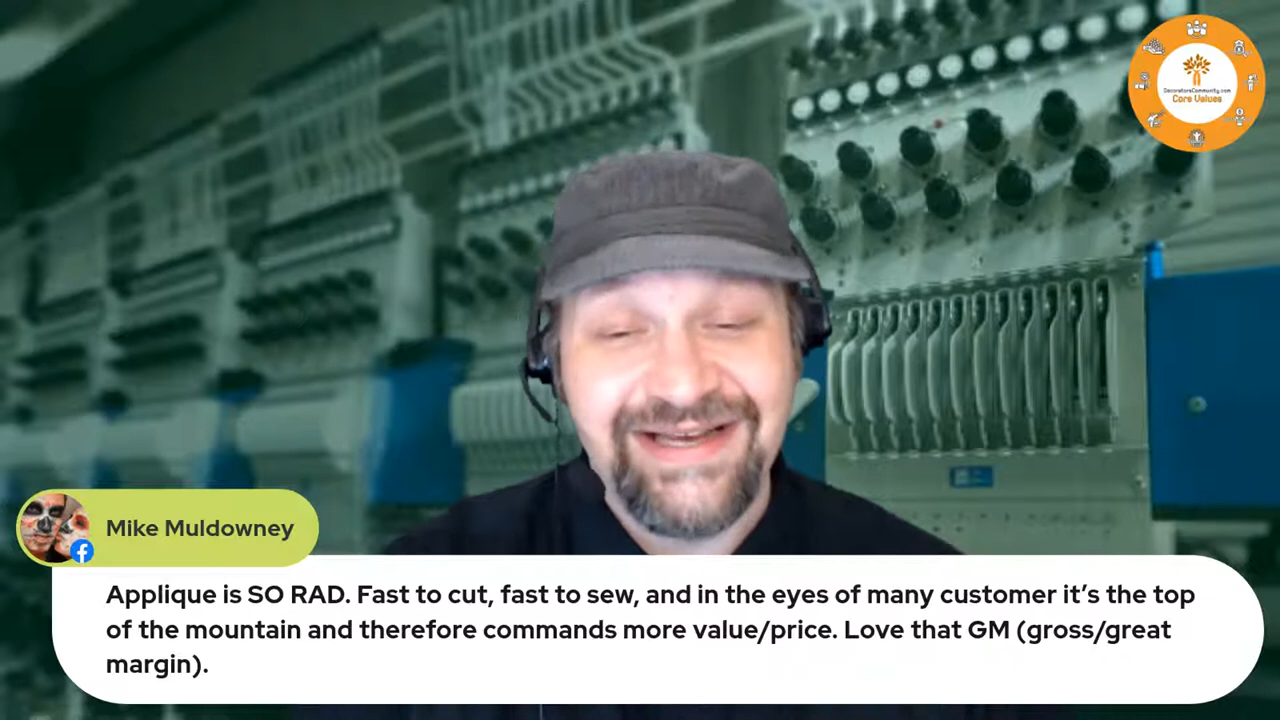 DecoratorsCommunity.com
Core Values
Mike Muldowney
Applique is SO RAD. Fast to cut, fast to sew, and in the eyes of many customer it's the top
of the mountain and therefore commands more value/price. Love that GM (gross/great
margin).